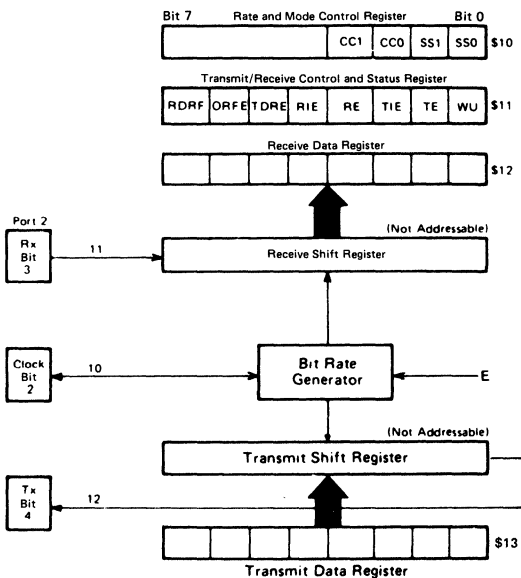 Bit 7 Rate and Mode Control Register Bit 0
CC1 CC0 SS1 SS0 $10
Transmit/Receive Control and Status Register
RDRF ORFE TDRE RIE RE TIE TE WU $11
Receive Data Register
$12
Port 2
(Not Addressable)
Rx
Bit
3
11
Receive Shift Register
Clock
Bit
2
10
Bit Rate
Generator
E
(Not Addressable)
Transmit Shift Register
Tx
Bit
4
12
$13
Transmit Data Register